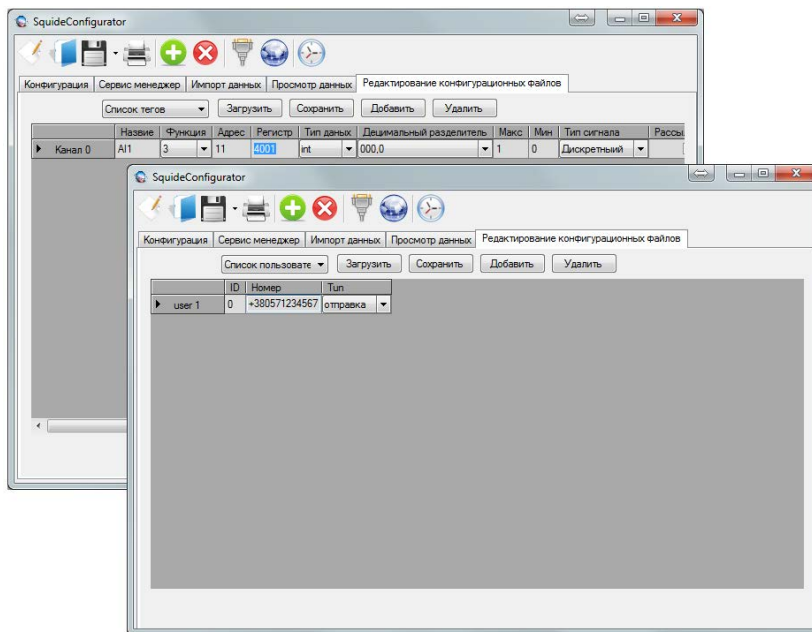 SquideConfigurator
Конфигурация Сервис менеджер Импорт данных Просмотр данных Редактирование конфигурационных файлов
Список тегов Загрузить Сохранить Добавить Удалить
Назвие Функция Адрес Регистр Тип даных Децимальный разделитель Макс Мин Тип сигнала Рассы
Канал 0 AI1 3 11 4001 int 000,0 1 0 Дискретный
SquideConfigurator
Конфигурация Сервис менеджер Импорт данных Просмотр данных Редактирование конфигурационных файлов
Список пользовате Загрузить Сохранить Добавить Удалить
ID Номер Тип
user 1 0 +380571234567 отправка